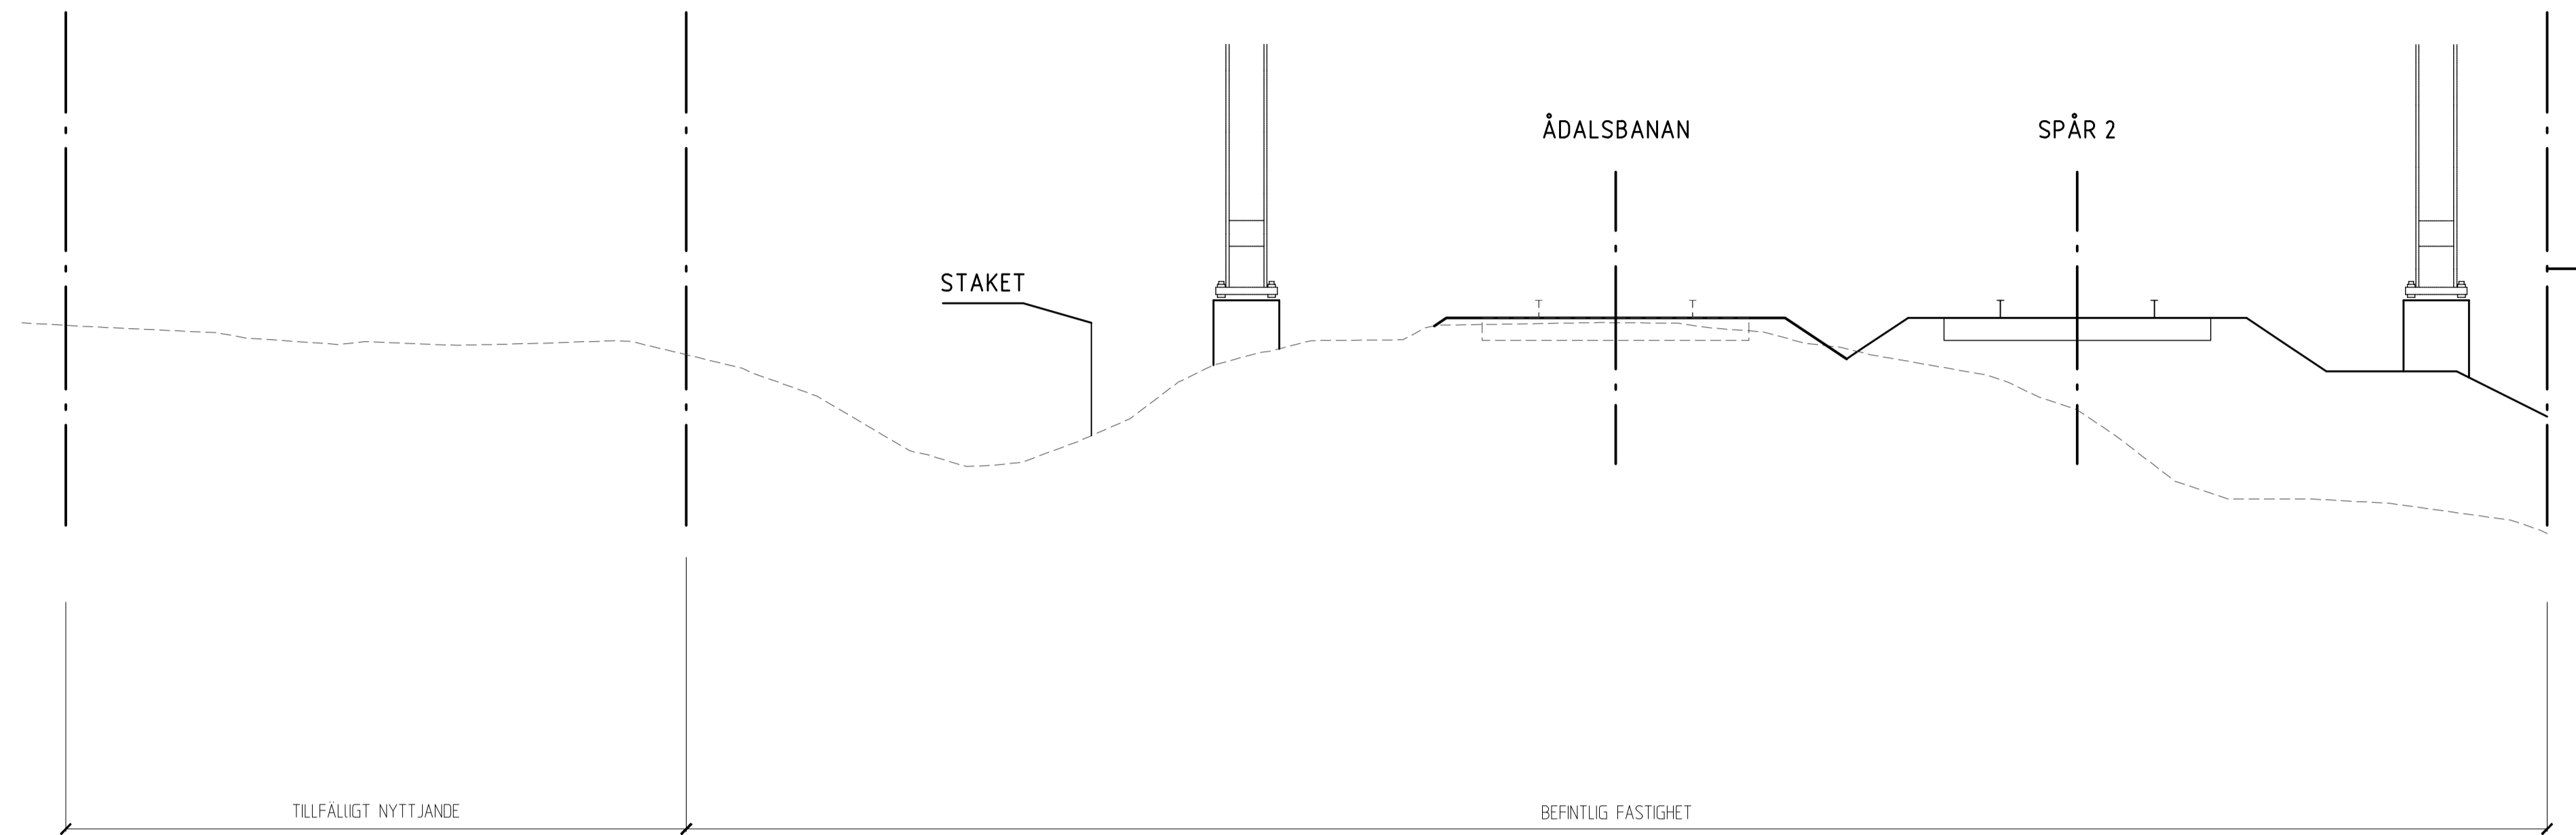 ÅDALSBANAN
SPÅR 2
STAKET
TILLFÄLLIGT NYTTJANDE
BEFINTLIG FASTIGHET